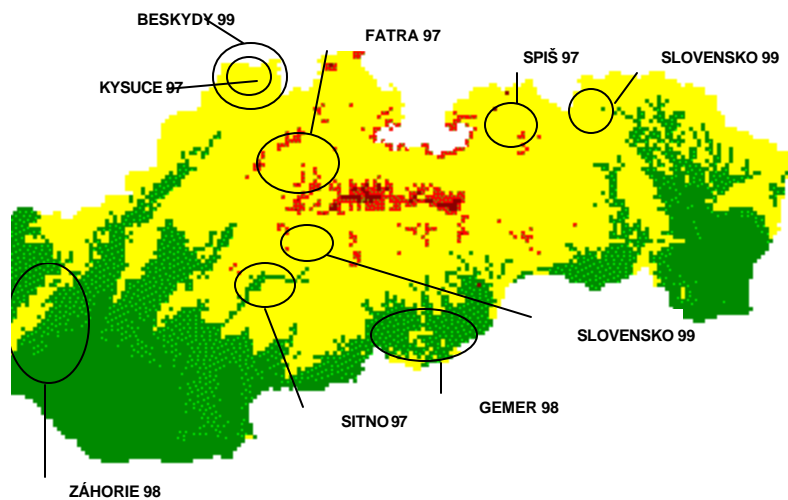 BESKYDY 99
FATRA 97
SPIŠ 97
SLOVENSKO 99
KYSUCE 97
SLOVENSKO 99
GEMER 98
SITNO 97
ZÁHORIE 98